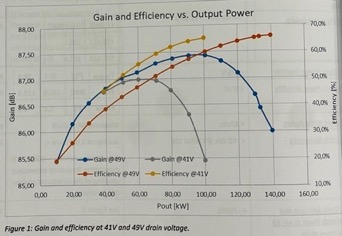 Gain and Efficiency vs. Output Power
88,00
87,50
87,00
86,50
86,00
85,50
85,00
Gain [dB]
70,0%
60,0%
50,0%
40,0%
30,0%
20,0%
10,0%
Efficiency [%]
Gain @49V
Gain @41V
Efficiency @49V
Efficiency @41V
0,00 20,00 40,00 60,00 80,00 100,00 120,00 140,00 160,00
Pout [kW]
Figure 1: Gain and efficiency at 41V and 49V drain voltage.